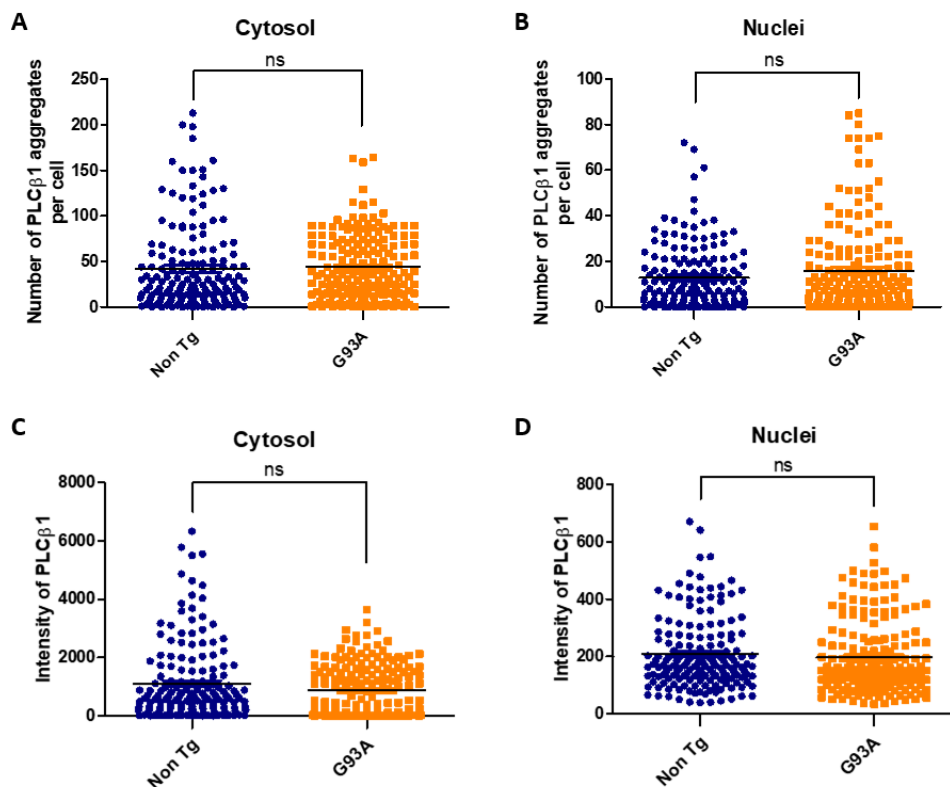 A
Cytosol
ns
Number of PLCβ1 aggregates
per cell
250
200
150
100
50
0
Non Tg
G93A
B
Nuclei
ns
Number of PLCβ1 aggregates
per cell
100
80
60
40
20
0
Non Tg
G93A
C
Cytosol
ns
Intensity of PLCβ1
8000
6000
4000
2000
0
Non Tg
G93A
D
Nuclei
ns
Intensity of PLCβ1
800
600
400
200
0
Non Tg
G93A